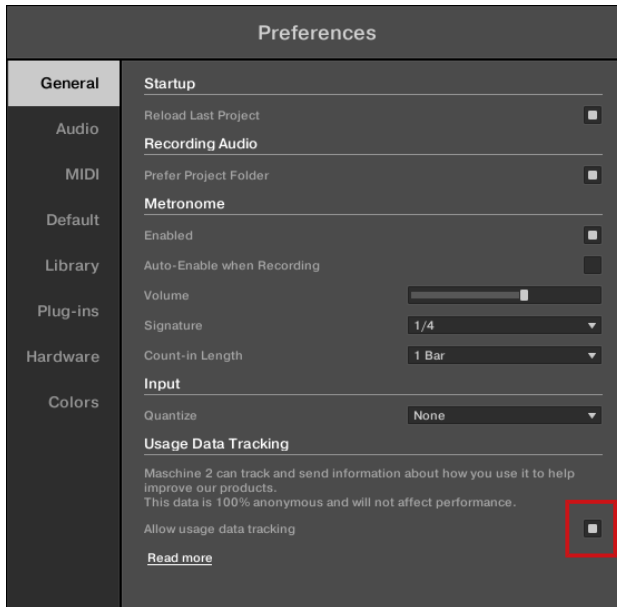 Preferences
General
Audio
MIDI
Default
Library
Plug-ins
Hardware
Colors
Startup
Reload Last Project
Recording Audio
Prefer Project Folder
Metronome
Enabled
Auto-Enable when Recording
Volume
Signature 1/4
Count-in Length 1 Bar
Input
Quantize None
Usage Data Tracking
Maschine 2 can track and send information about how you use it to help
improve our products.
This data is 100% anonymous and will not affect performance.
Allow usage data tracking
Read more